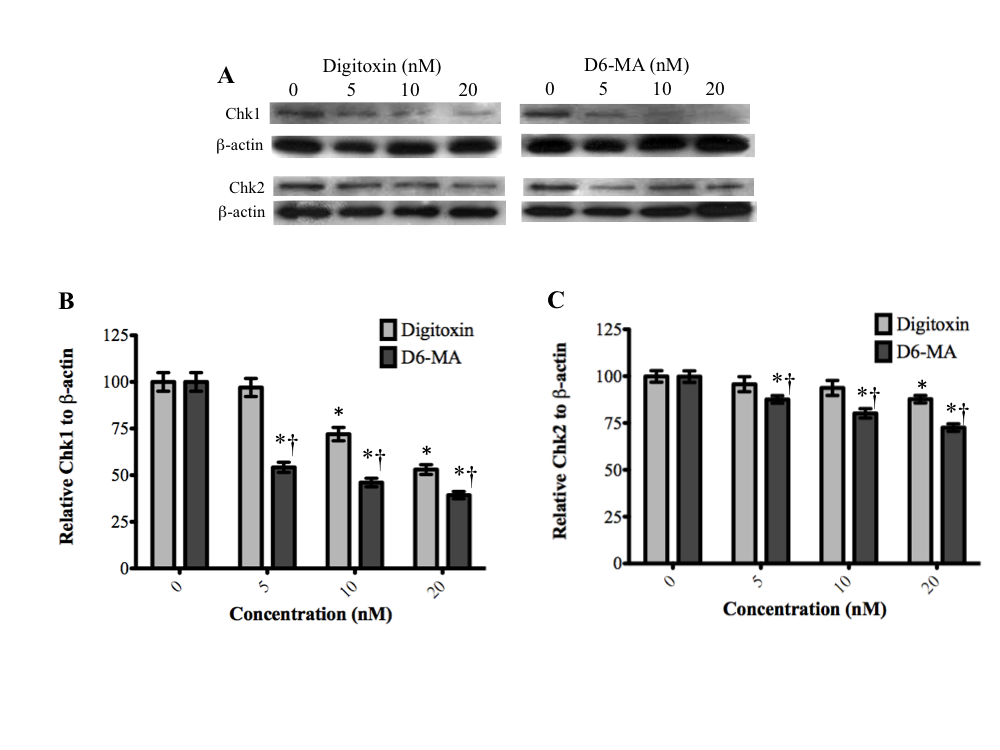 A
Digitoxin (nM)
D6-MA (nM)
0 5 10 20
0 5 10 20
Chk1
β-actin
Chk2
β-actin
B
Digitoxin
D6-MA
Relative Chk1 to β-actin
125
100
75
50
25
0
*†
*
*†
*
*†
0 5 10 20
Concentration (nM)
C
Digitoxin
D6-MA
Relative Chk2 to β-actin
125
100
75
50
25
0
*†
*†
*
*†
0 5 10 20
Concentration (nM)